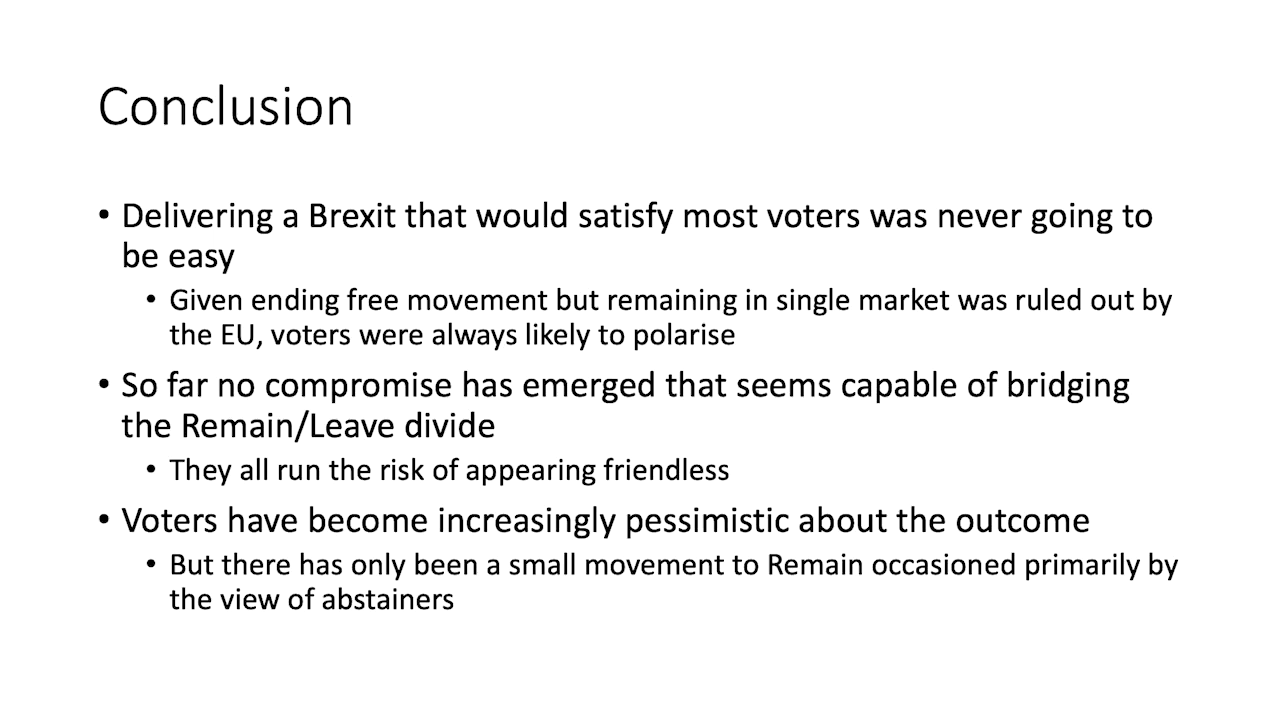 Conclusion
• Delivering a Brexit that would satisfy most voters was never going to
be easy
• Given ending free movement but remaining in single market was ruled out by
the EU, voters were always likely to polarise
• So far no compromise has emerged that seems capable of bridging
the Remain/Leave divide
• They all run the risk of appearing friendless
• Voters have become increasingly pessimistic about the outcome
• But there has only been a small movement to Remain occasioned primarily by
the view of abstainers